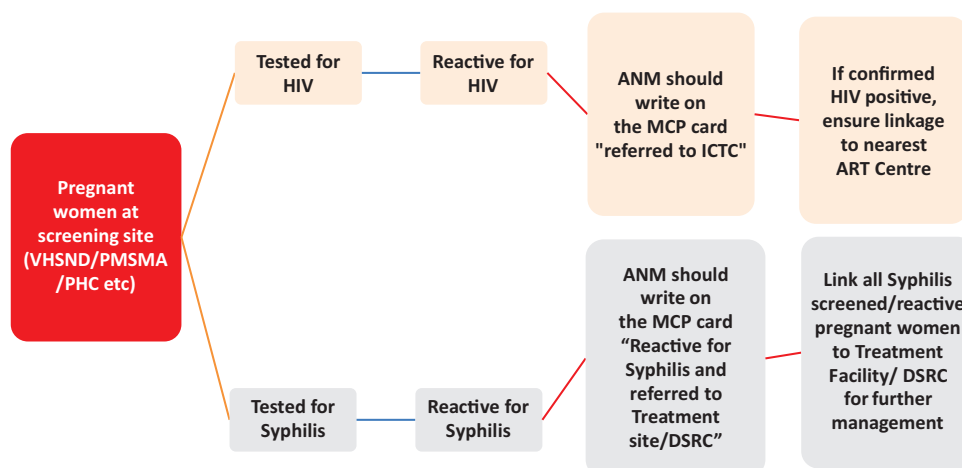 Pregnant
women at
screening site
(VHSND/PMSMA
/PHC etc)
Tested for
HIV
Reactive for
HIV
ANM should
write on
the MCP card
"referred to ICTC"
If confirmed
HIV positive,
ensure linkage
to nearest
ART Centre
Tested for
Syphilis
Reactive for
Syphilis
ANM should
write on
the MCP card
“Reactive for
Syphilis and
referred to
Treatment
site/DSRC”
Link all Syphilis
screened/reactive
pregnant women
to Treatment
Facility/ DSRC
for further
management